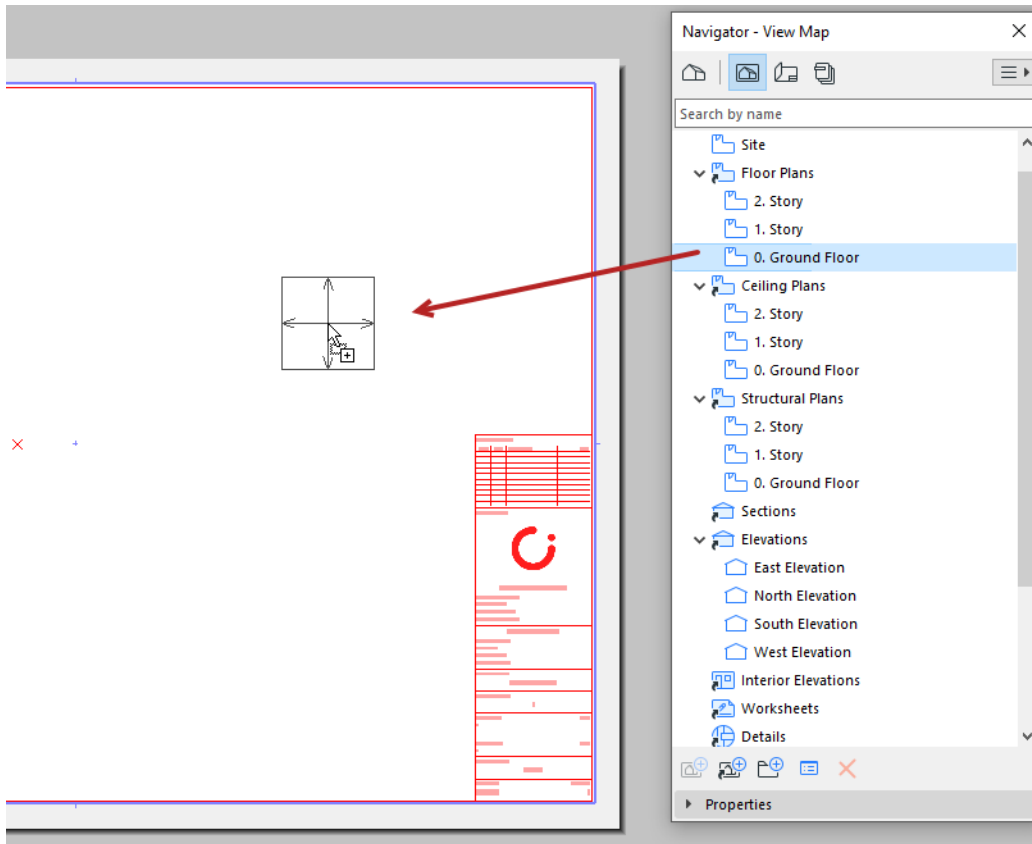 Navigator - View Map
Search by name
Site
Floor Plans
2. Story
1. Story
0. Ground Floor
Ceiling Plans
2. Story
1. Story
0. Ground Floor
Structural Plans
2. Story
1. Story
0. Ground Floor
Sections
Elevations
East Elevation
North Elevation
South Elevation
West Elevation
Interior Elevations
Worksheets
Details
Properties